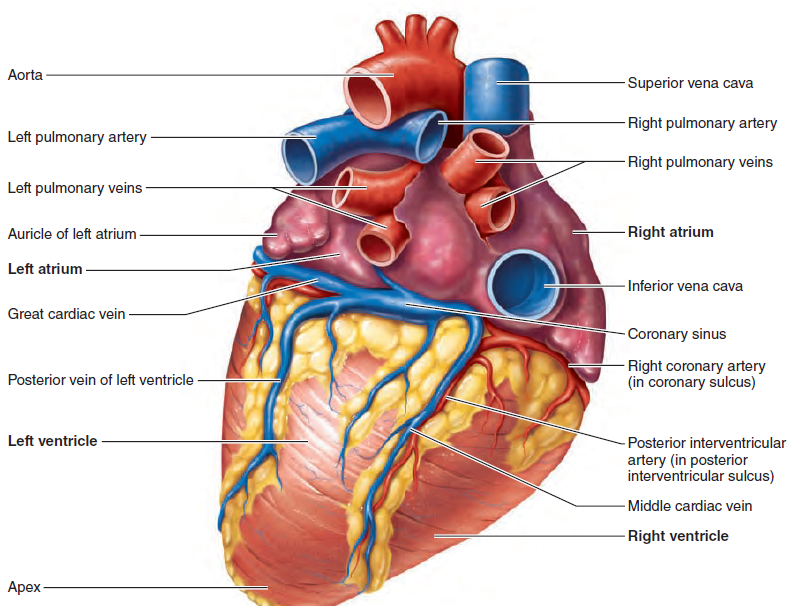 Aorta
Left pulmonary artery
Left pulmonary veins
Auricle of left atrium
Left atrium
Great cardiac vein
Posterior vein of left ventricle
Left ventricle
Apex
Superior vena cava
Right pulmonary artery
Right pulmonary veins
Right atrium
Inferior vena cava
Coronary sinus
Right coronary artery
(in coronary sulcus)
Posterior interventricular
artery (in posterior
interventricular sulcus)
Middle cardiac vein
Right ventricle